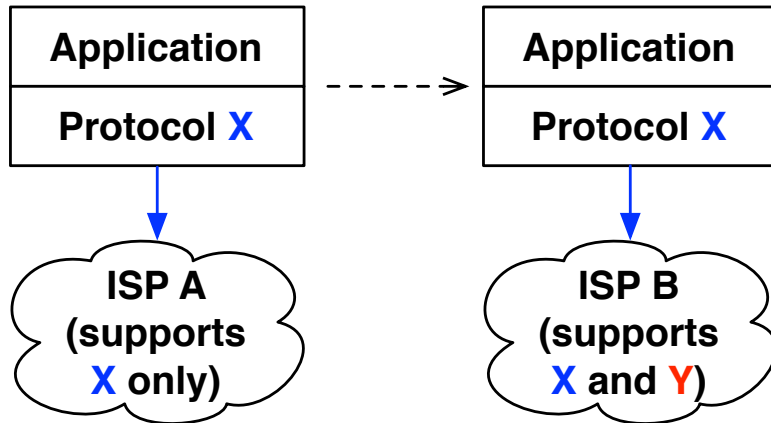 Application
Protocol X
ISP A
(supports
X only)
Application
Protocol X
ISP B
(supports
X and Y)